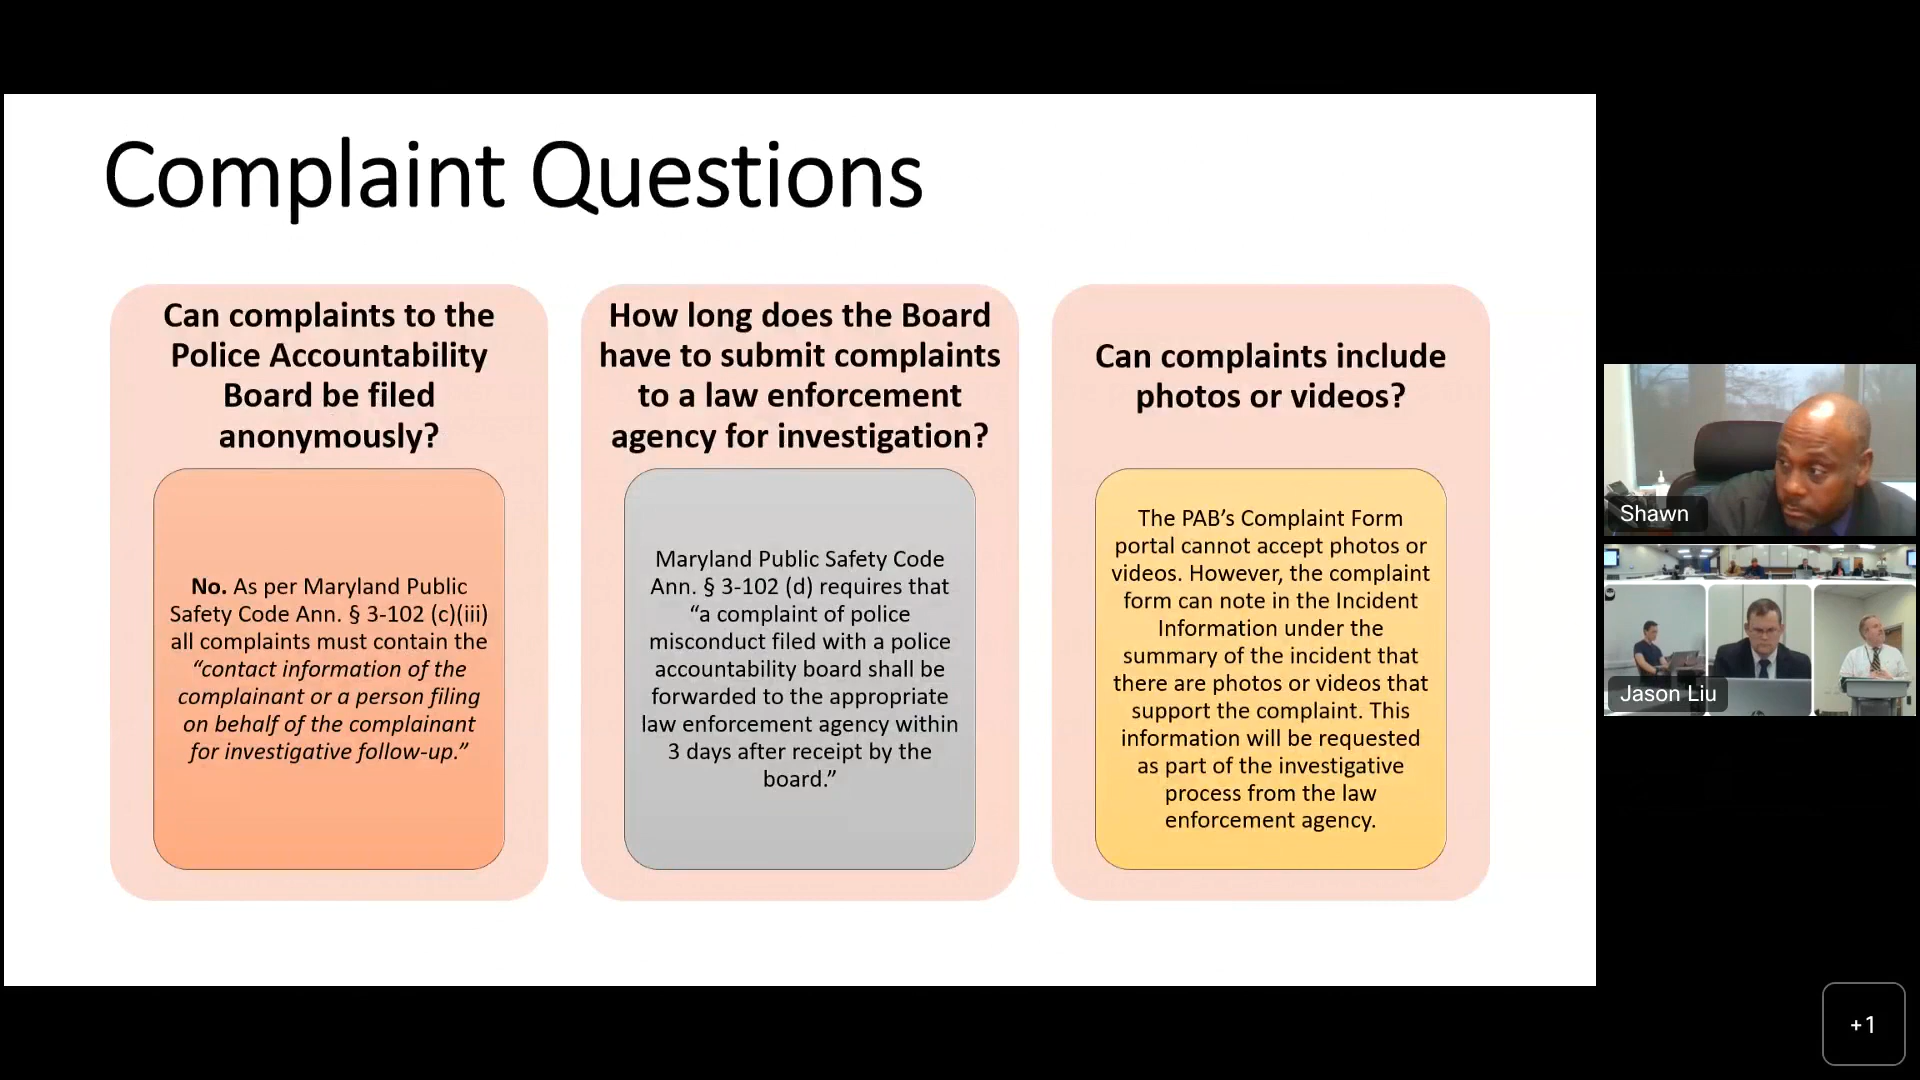 Complaint Questions
Can complaints to the
Police Accountability
Board be filed
anonymously?
No. As per Maryland Public
Safety Code Ann. § 3-102 (c)(iii)
all complaints must contain the
“contact information of the
complainant or a person filing
on behalf of the complainant
for investigative follow-up.”
How long does the Board
have to submit complaints
to a law enforcement
agency for investigation?
Maryland Public Safety Code
Ann. § 3-102 (d) requires that
“a complaint of police
misconduct filed with a police
accountability board shall be
forwarded to the appropriate
law enforcement agency within
3 days after receipt by the
board.”
Can complaints include
photos or videos?
The PAB’s Complaint Form
portal cannot accept photos or
videos. However, the complaint
form can note in the Incident
Information under the
summary of the incident that
there are photos or videos that
support the complaint. This
information will be requested
as part of the investigative
process from the law
enforcement agency.
Shawn
Jason Liu
+1